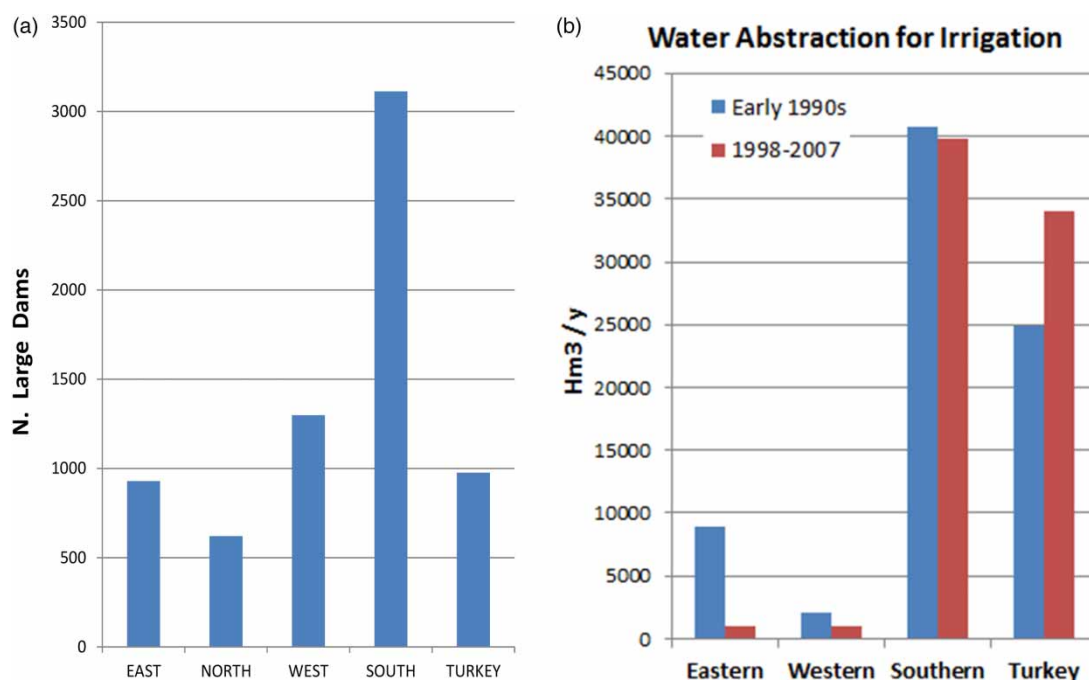 (a)
3500
3000
2500
2000
1500
1000
500
0
N. Large Dams
EAST NORTH WEST SOUTH TURKEY
(b)
Water Abstraction for Irrigation
45000
40000
35000
30000
25000
20000
15000
10000
5000
0
Hm3/y
Early 1990s
1998-2007
Eastern Western Southern Turkey